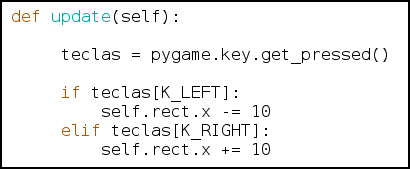 def update(self):
teclas = pygame.key.get_pressed()
if teclas[K_LEFT]:
self.rect.x -= 10
elif teclas[K_RIGHT]:
self.rect.x += 10